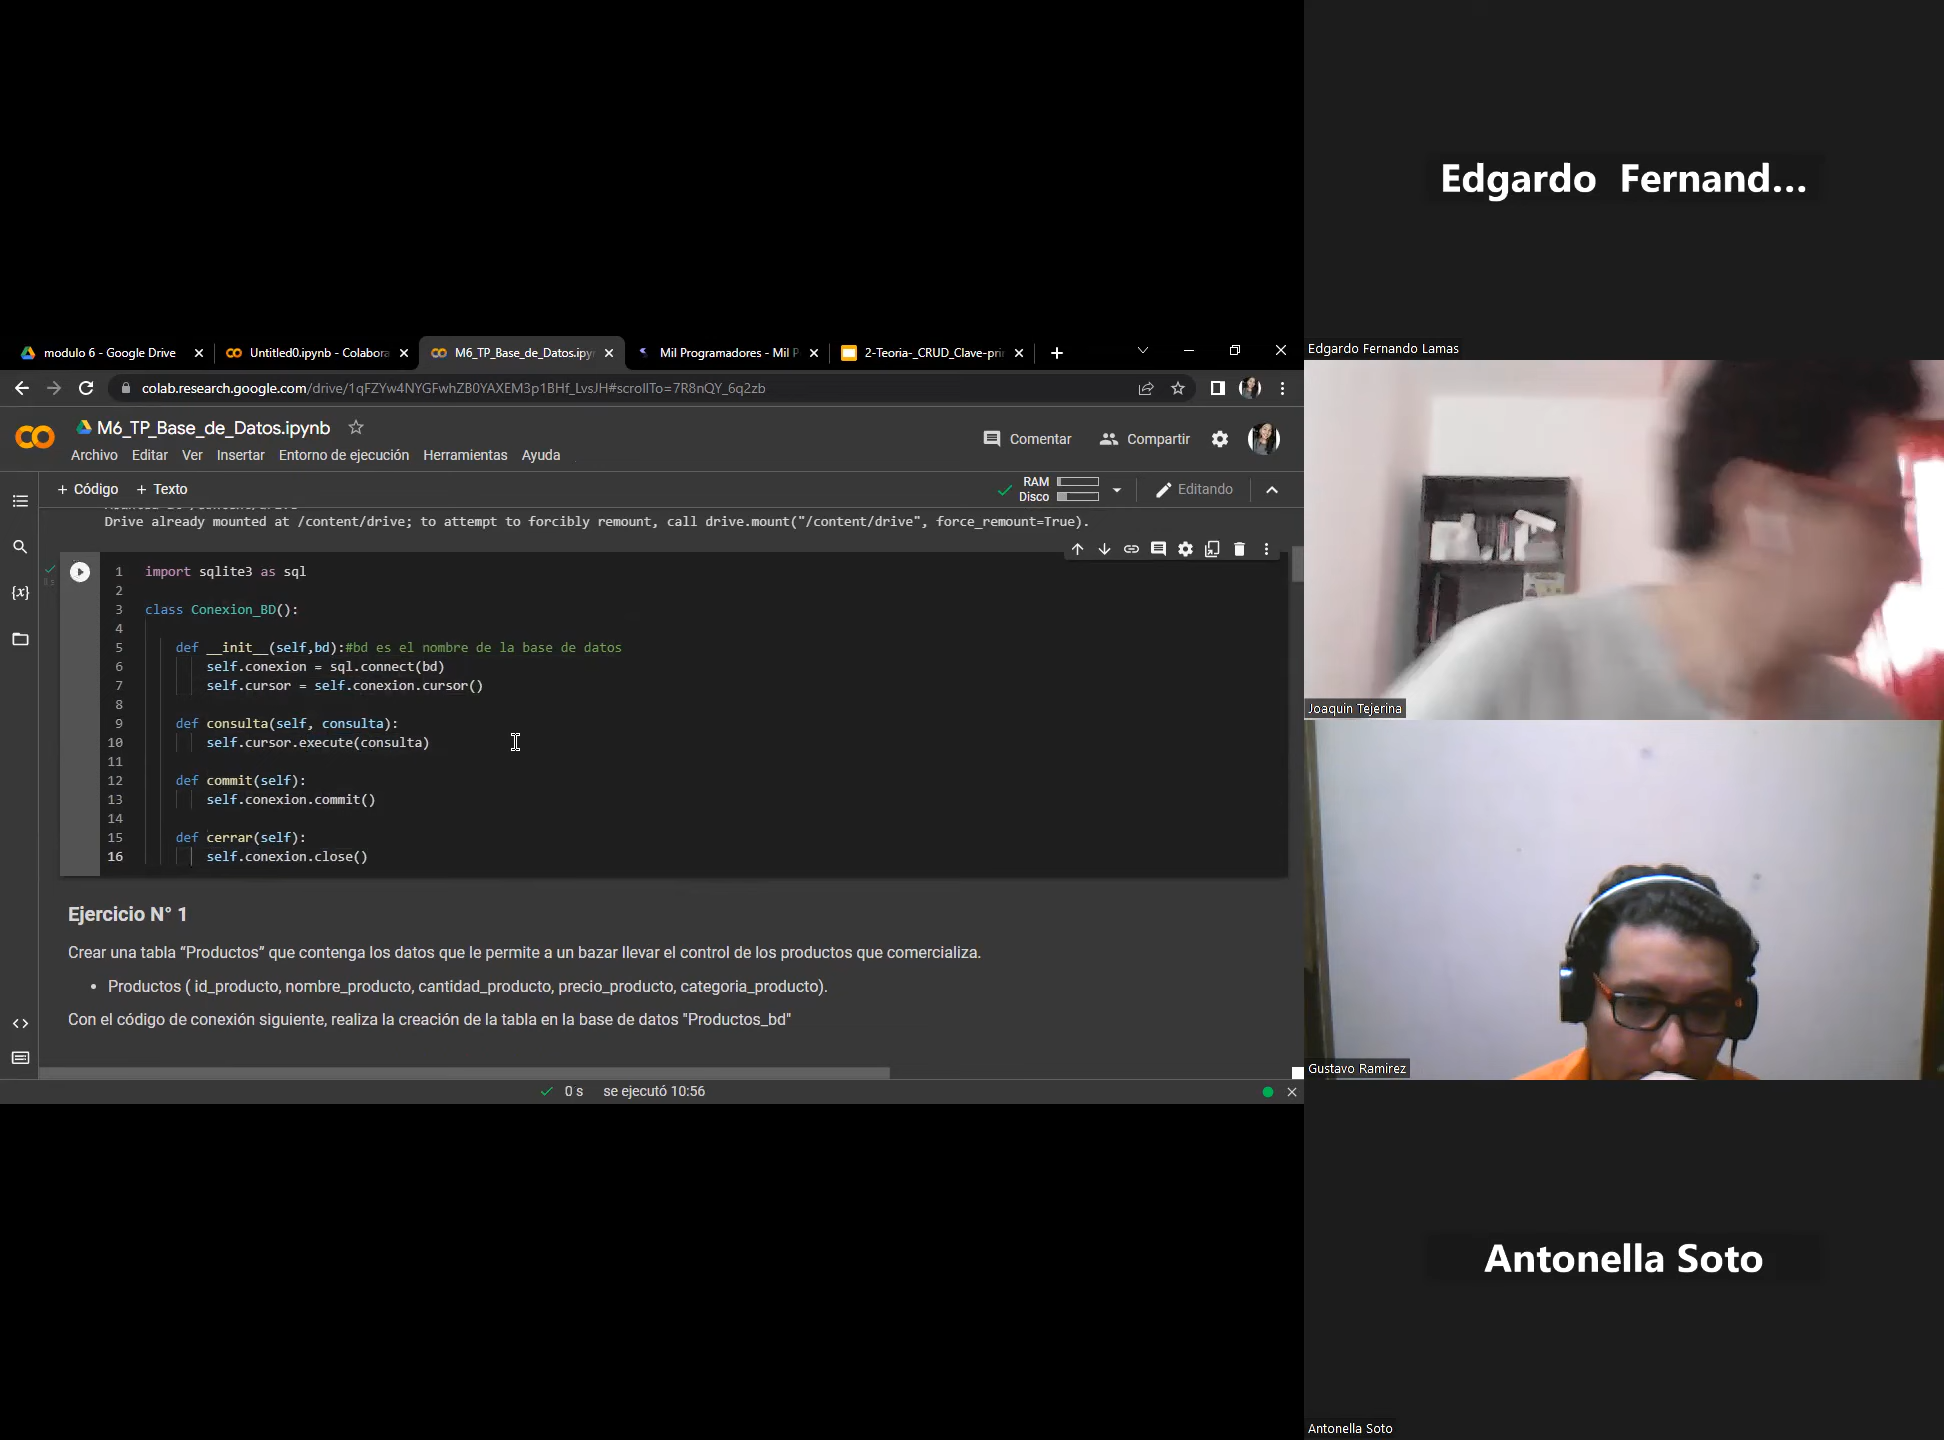 modulo 6 - Google Drive
Untitled0.ipynb - Colabora
M6_TP_Base_de_Datos.ipy
Mil Programadores - Mil P
2-Teoria-_CRUD_Clave-pri
colab.research.google.com/drive/1qFZYw4NYGFwhZB0YAXEM3p1BHf_LvsJH#scrollTo=7R8nQY_6q2zb
M6_TP_Base_de_Datos.ipynb
Comentar
Compartir
Archivo Editar Ver Insertar Entorno de ejecución Herramientas Ayuda
+ Código + Texto
RAM
Disco
Editando
Drive already mounted at /content/drive; to attempt to forcibly remount, call drive.mount("/content/drive", force_remount=True).
1 import sqlite3 as sql
2
3 class Conexion_BD():
4
5 def __init__(self,bd):#bd es el nombre de la base de datos
6 self.conexion = sql.connect(bd)
7 self.cursor = self.conexion.cursor()
8
9 def consulta(self, consulta):
10 self.cursor.execute(consulta)
11
12 def commit(self):
13 self.conexion.commit()
14
15 def cerrar(self):
16 self.conexion.close()
Ejercicio N° 1
Crear una tabla “Productos” que contenga los datos que le permite a un bazar llevar el control de los productos que comercializa.
• Productos ( id_producto, nombre_producto, cantidad_producto, precio_producto, categoria_producto).
Con el código de conexión siguiente, realiza la creación de la tabla en la base de datos "Productos_bd"
0 s se ejecutó 10:56
Edgardo Fernand...
Edgardo Fernando Lamas
Joaquin Tejerina
Gustavo Ramirez
Antonella Soto
Antonella Soto